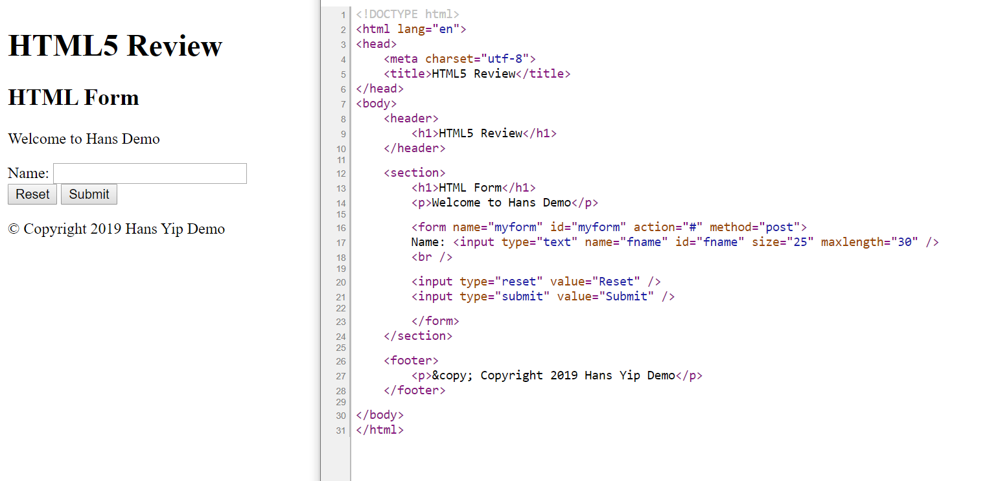 HTML5 Review
HTML Form
Welcome to Hans Demo
Name:
Reset Submit
© Copyright 2019 Hans Yip Demo
1 <!DOCTYPE html>
2 <html lang="en">
3 <head>
4     <meta charset="utf-8">
5     <title>HTML5 Review</title>
6 </head>
7 <body>
8     <header>
9         <h1>HTML5 Review</h1>
10     </header>
11
12     <section>
13         <h1>HTML Form</h1>
14         <p>Welcome to Hans Demo</p>
15
16         <form name="myform" id="myform" action="#" method="post">
17         Name: <input type="text" name="fname" id="fname" size="25" maxlength="30" />
18         <br />
19
20         <input type="reset" value="Reset" />
21         <input type="submit" value="Submit" />
22
23         </form>
24     </section>
25
26     <footer>
27         <p>&copy; Copyright 2019 Hans Yip Demo</p>
28     </footer>
29
30 </body>
31 </html>